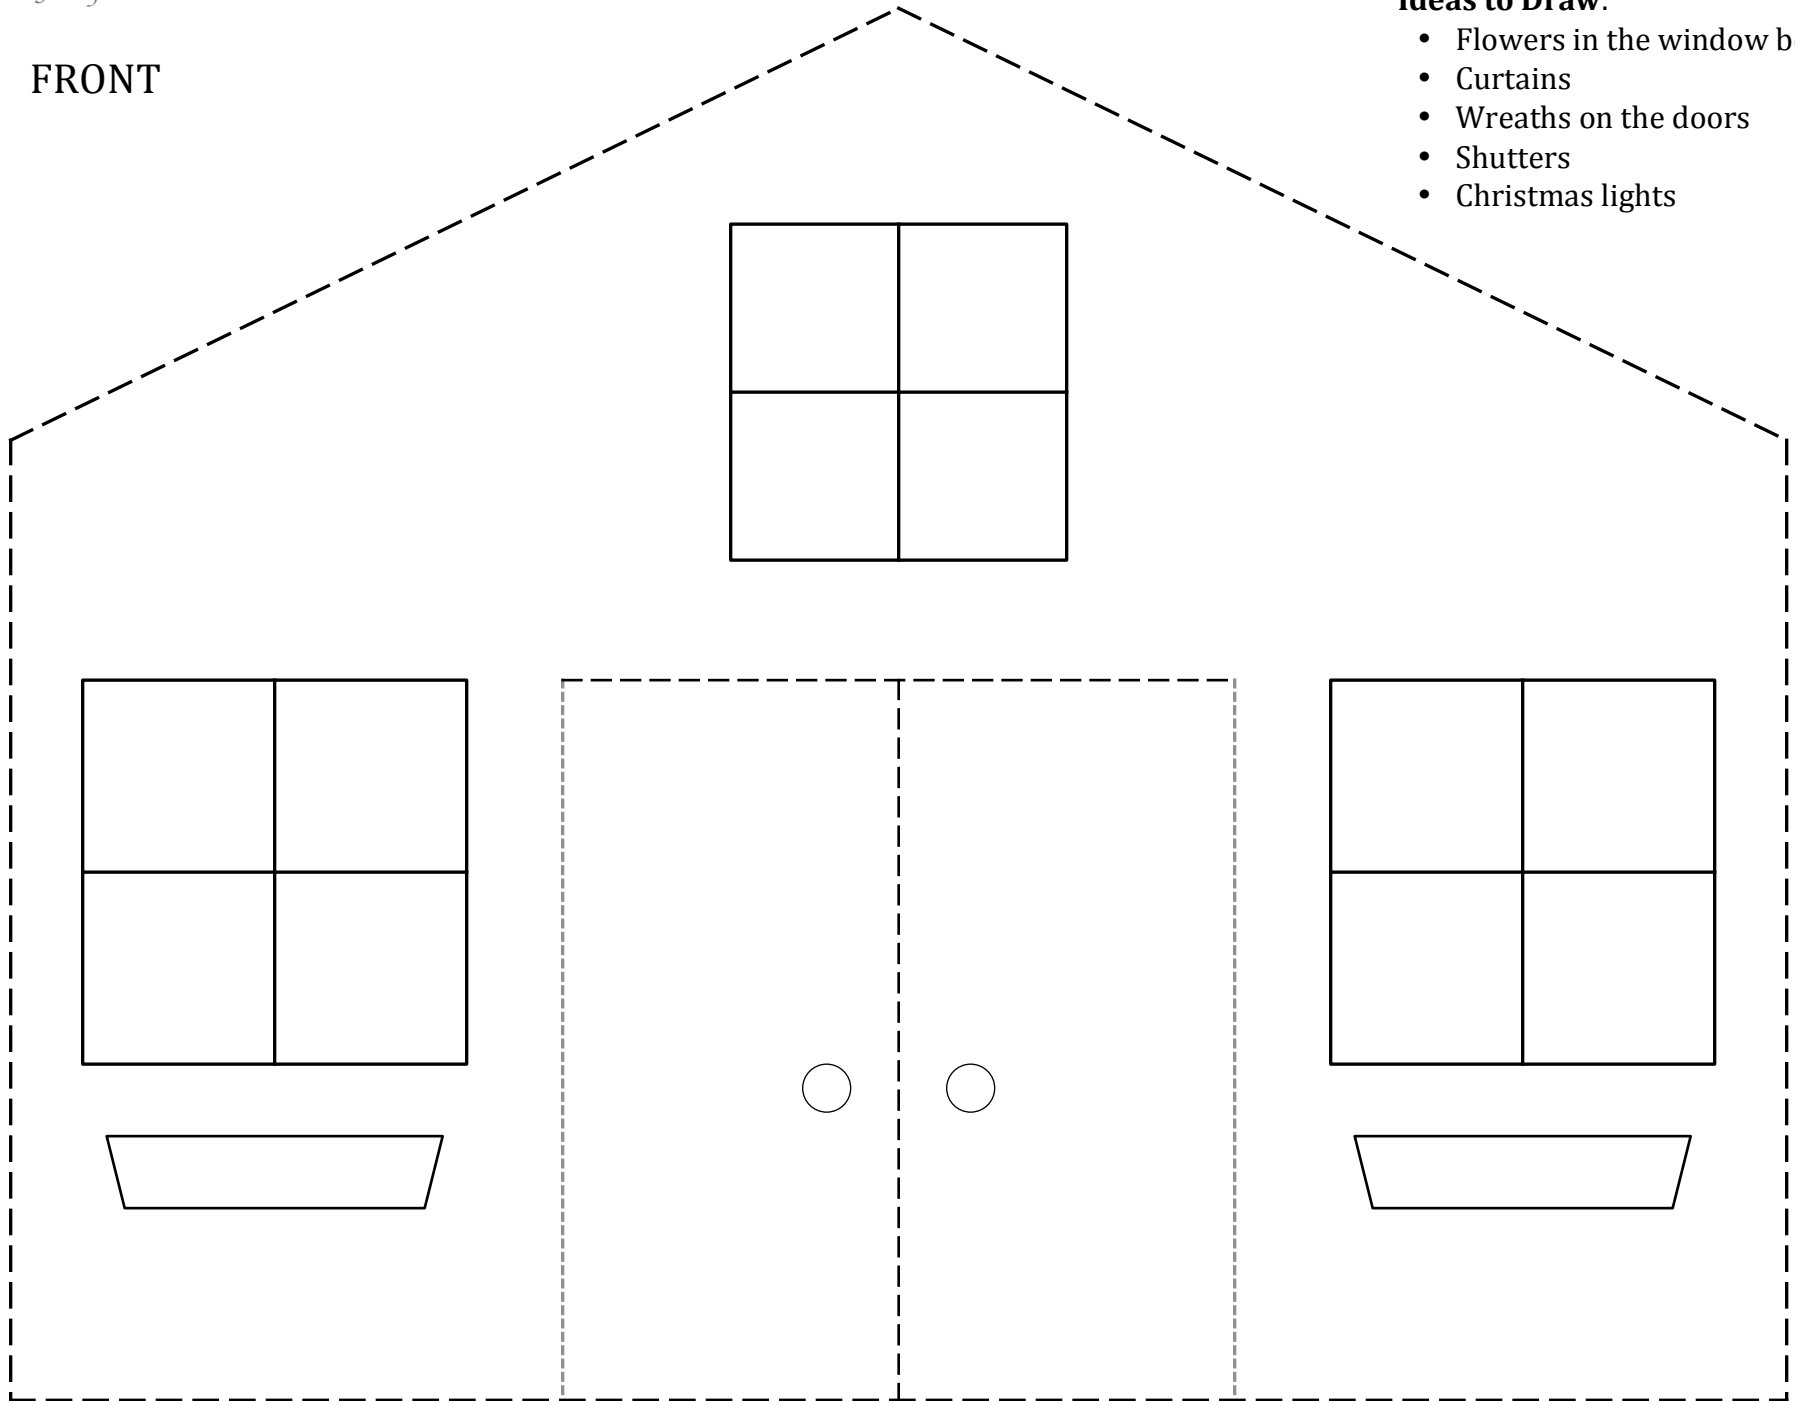 Ideas to Draw:
FRONT
• Flowers in the window
• Curtains
• Wreaths on the doors
• Shutters
• Christmas lights